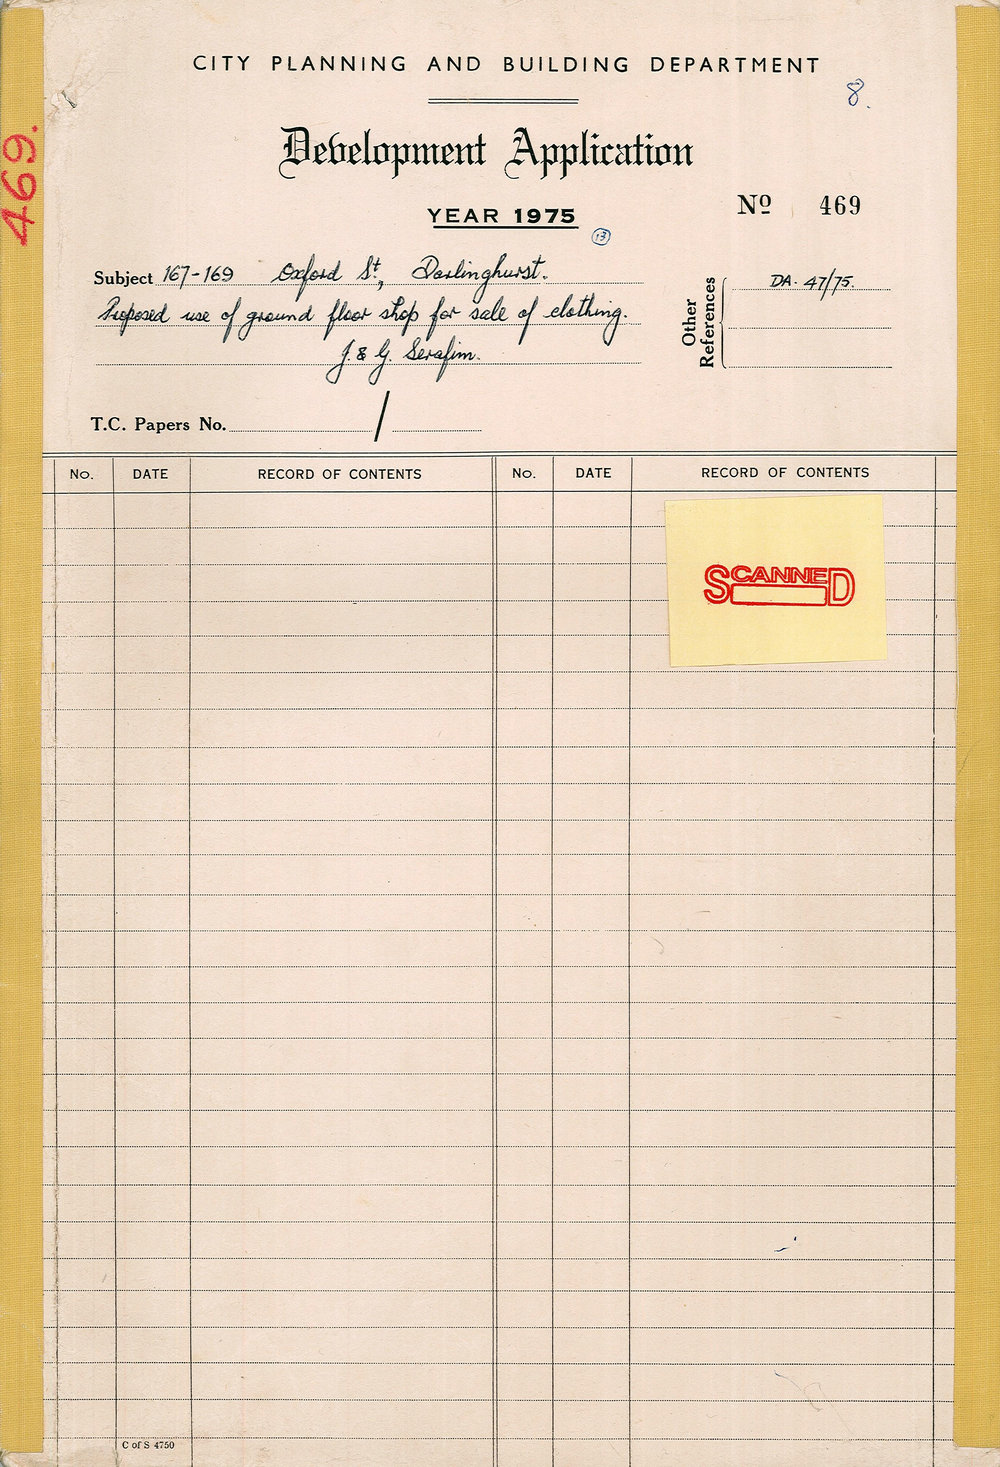 CITY PLANNING AND BUILDING DEPARTMENT
8.
Development Application
469.
YEAR 1975
Nº 469
13
Subject 167-169 Oxford St, Darlinghurst.
Proposed use of ground floor shop for sale of clothing.
J. & G. Serafim.
Other References
DA. 47/75.
T.C. Papers No. /
No. DATE RECORD OF CONTENTS No. DATE RECORD OF CONTENTS
SCANNED
C of S 4750